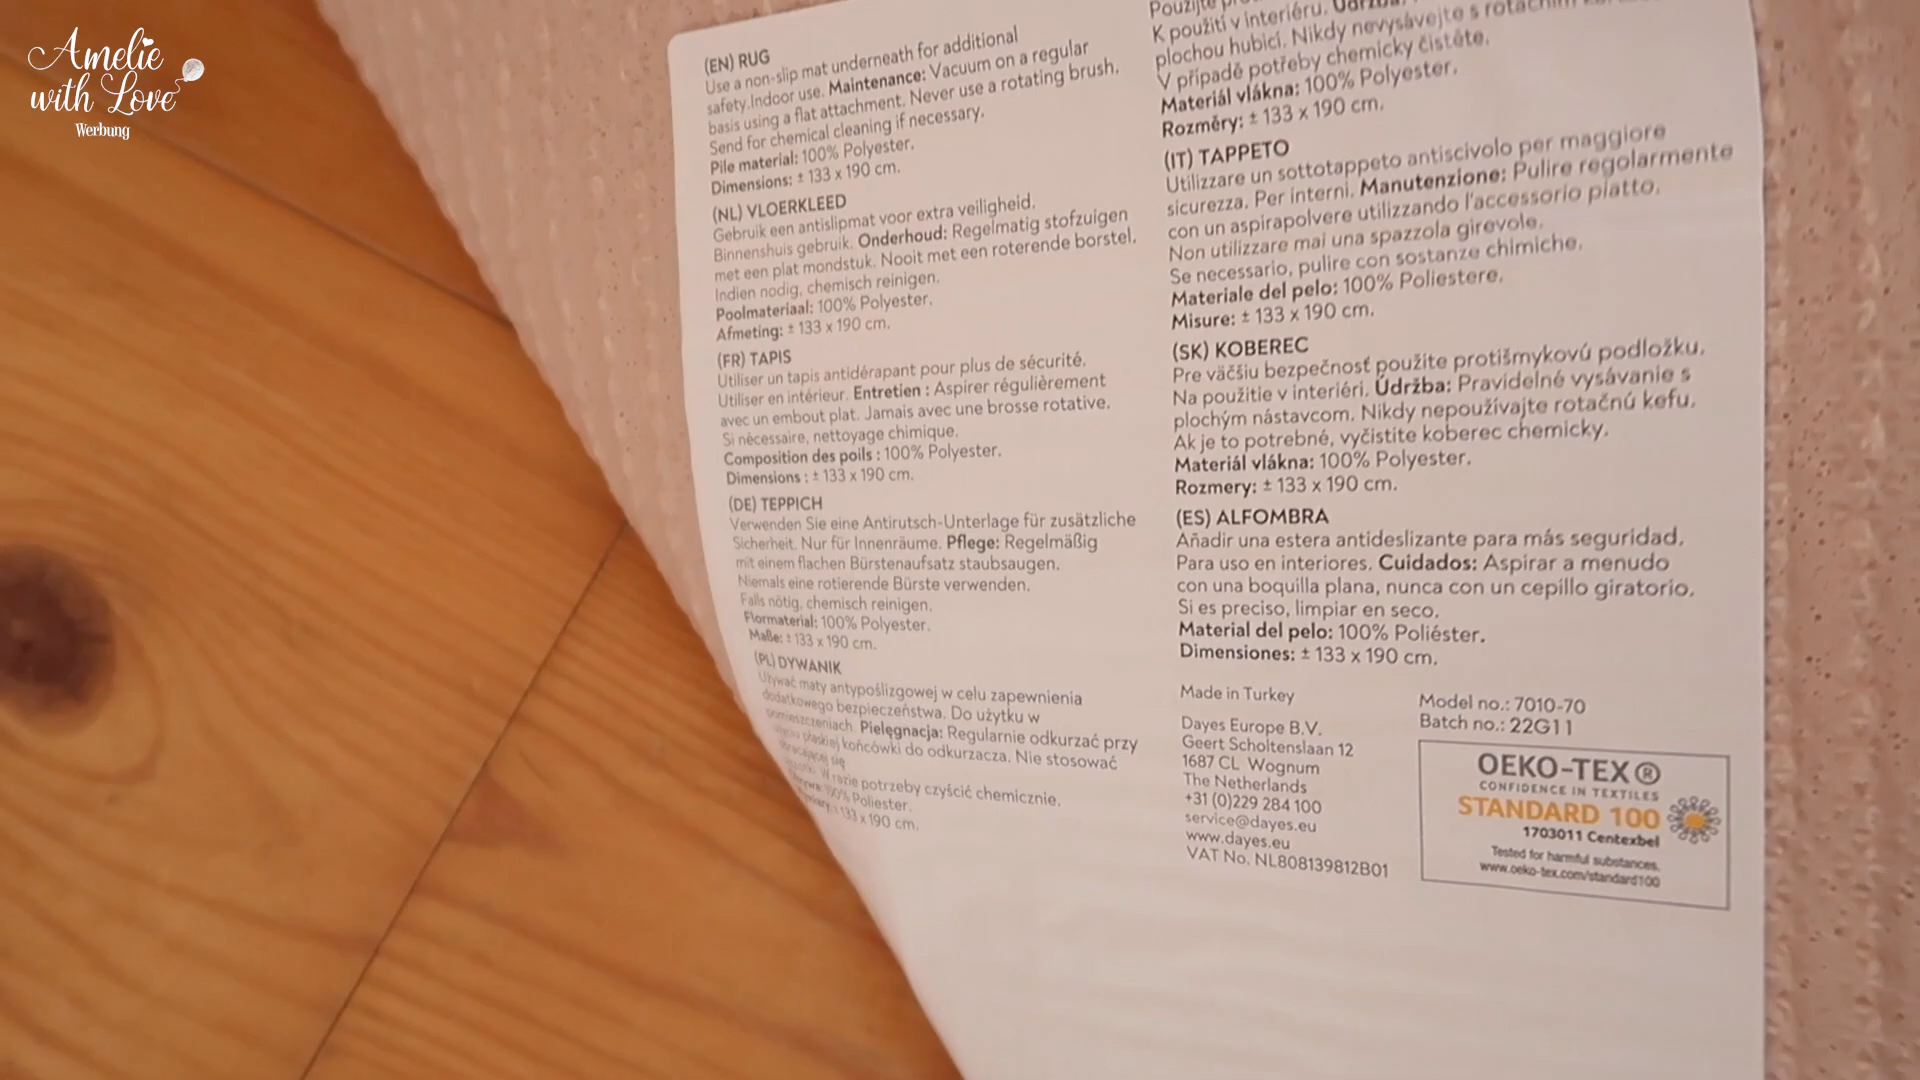 Amelie
with Love
Werbung
(EN) RUG
Use a non-slip mat underneath for additional
safety.Indoor use. Maintenance: Vacuum on a regular
basis using a flat attachment. Never use a rotating brush.
Send for chemical cleaning if necessary.
Pile material: 100% Polyester.
Dimensions: ± 133 x 190 cm.
(NL) VLOERKLEED
Gebruik een antislipmat voor extra veiligheid.
Binnenshuis gebruik. Onderhoud: Regelmatig stofzuigen
met een plat mondstuk. Nooit met een roterende borstel.
Indien nodig, chemisch reinigen.
Poolmateriaal: 100% Polyester.
Afmeting: ± 133 x 190 cm.
(FR) TAPIS
Utiliser un tapis antidérapant pour plus de sécurité.
Utiliser en intérieur. Entretien : Aspirer régulièrement
avec un embout plat. Jamais avec une brosse rotative.
Si nécessaire, nettoyage chimique.
Composition des poils : 100% Polyester.
Dimensions : ± 133 x 190 cm.
(DE) TEPPICH
Verwenden Sie eine Antirutsch-Unterlage für zusätzliche
Sicherheit. Nur für Innenräume. Pflege: Regelmäßig
mit einem flachen Bürstenaufsatz staubsaugen.
Niemals eine rotierende Bürste verwenden.
Falls nötig, chemisch reinigen.
Flormaterial: 100% Polyester.
Maße: ± 133 x 190 cm.
(PL) DYWANIK
Używać maty antypoślizgowej w celu zapewnienia
dodatkowego bezpieczeństwa. Do użytku w
pomieszczeniach. Pielęgnacja: Regularnie odkurzać przy
płaskiej końcówki do odkurzacza. Nie stosować
się
W razie potrzeby czyścić chemicznie.
100% Poliester.
133 x 190 cm.
Použijte
K použití v interiéru. Údržba:
plochou hubicí. Nikdy nevysávejte s rotačním
V případě potřeby chemicky čistěte.
Materiál vlákna: 100% Polyester.
Rozměry: ± 133 x 190 cm.
(IT) TAPPETO
Utilizzare un sottotappeto antiscivolo per maggiore
sicurezza. Per interni. Manutenzione: Pulire regolarmente
con un aspirapolvere utilizzando l'accessorio piatto.
Non utilizzare mai una spazzola girevole.
Se necessario, pulire con sostanze chimiche.
Materiale del pelo: 100% Poliestere.
Misure: ± 133 x 190 cm.
(SK) KOBEREC
Pre väčšiu bezpečnosť použite protišmykovú podložku.
Na použitie v interiéri. Údržba: Pravidelné vysávanie s
plochým nástavcom. Nikdy nepoužívajte rotačnú kefu.
Ak je to potrebné, vyčistite koberec chemicky.
Materiál vlákna: 100% Polyester.
Rozmery: ± 133 x 190 cm.
(ES) ALFOMBRA
Añadir una estera antideslizante para más seguridad.
Para uso en interiores. Cuidados: Aspirar a menudo
con una boquilla plana, nunca con un cepillo giratorio.
Si es preciso, limpiar en seco.
Material del pelo: 100% Poliéster.
Dimensiones: ± 133 x 190 cm.
Made in Turkey
Dayes Europe B.V.
Geert Scholtenslaan 12
1687 CL Wognum
The Netherlands
+31 (0)229 284 100
service@dayes.eu
www.dayes.eu
VAT No. NL808139812B01
Model no.: 7010-70
Batch no.: 22G11
OEKO-TEX®
CONFIDENCE IN TEXTILES
STANDARD 100
1703011 Centexbel
Tested for harmful substances.
www.oeko-tex.com/standard100